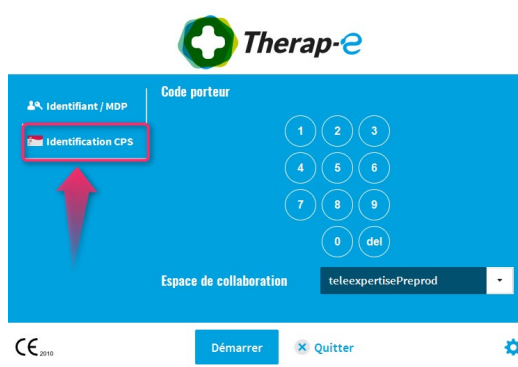 Therap-e
Identifiant / MDP
Identification CPS
Code porteur
1 2 3
4 5 6
7 8 9
0 del
Espace de collaboration
teleexpertisePreprod
CE 2010
Démarrer
Quitter